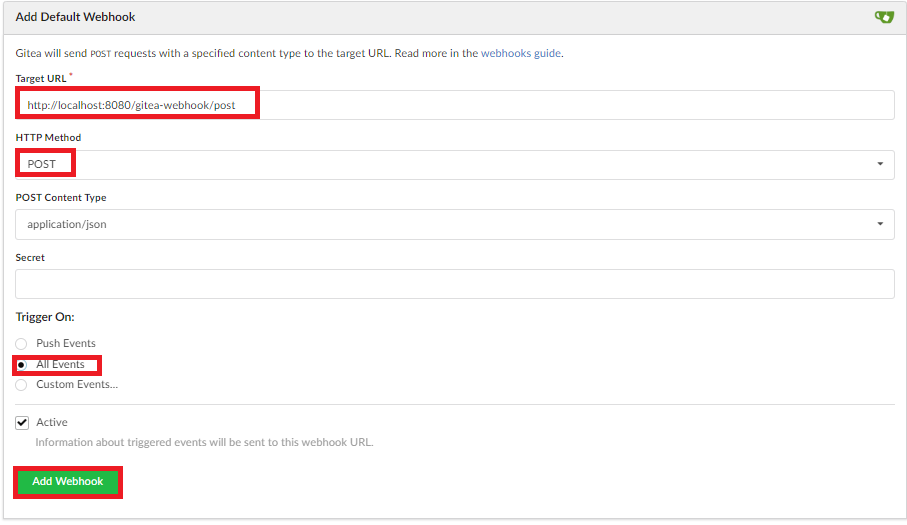 Add Default Webhook
Gitea will send POST requests with a specified content type to the target URL. Read more in the webhooks guide.
Target URL *
http://localhost:8080/gitea-webhook/post
HTTP Method
POST
POST Content Type
application/json
Secret
Trigger On:
Push Events
All Events
Custom Events...
Active
Information about triggered events will be sent to this webhook URL.
Add Webhook